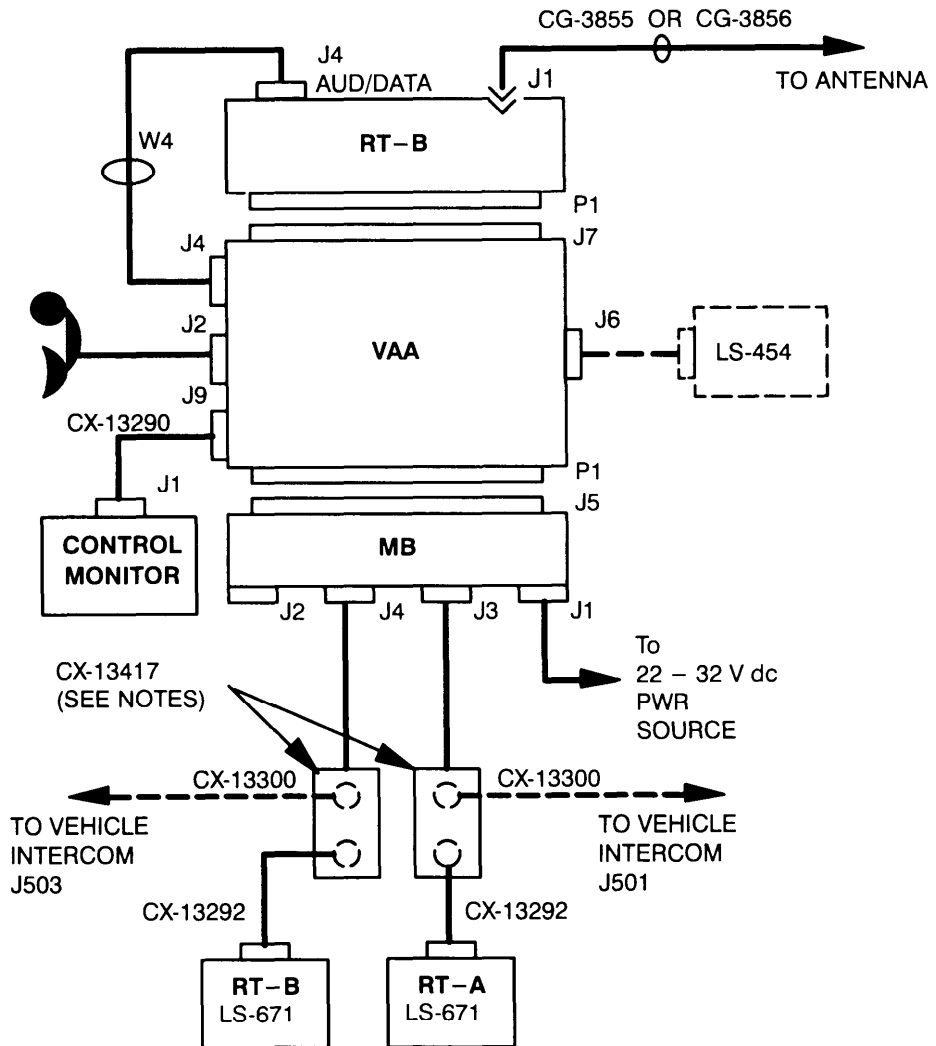 CG-3855 OR CG-3856
J4
AUD/DATA
J1
TO ANTENNA
RT–B
W4
P1
J7
J4
J2
VAA
J6
LS-454
J9
CX-13290
P1
J1
J5
CONTROL
MONITOR
MB
J2
J4
J3
J1
To
22 – 32 V dc
PWR
SOURCE
CX-13417
(SEE NOTES)
CX-13300
CX-13300
TO VEHICLE
INTERCOM
J503
TO VEHICLE
INTERCOM
J501
CX-13292
CX-13292
RT–B
LS-671
RT–A
LS-671